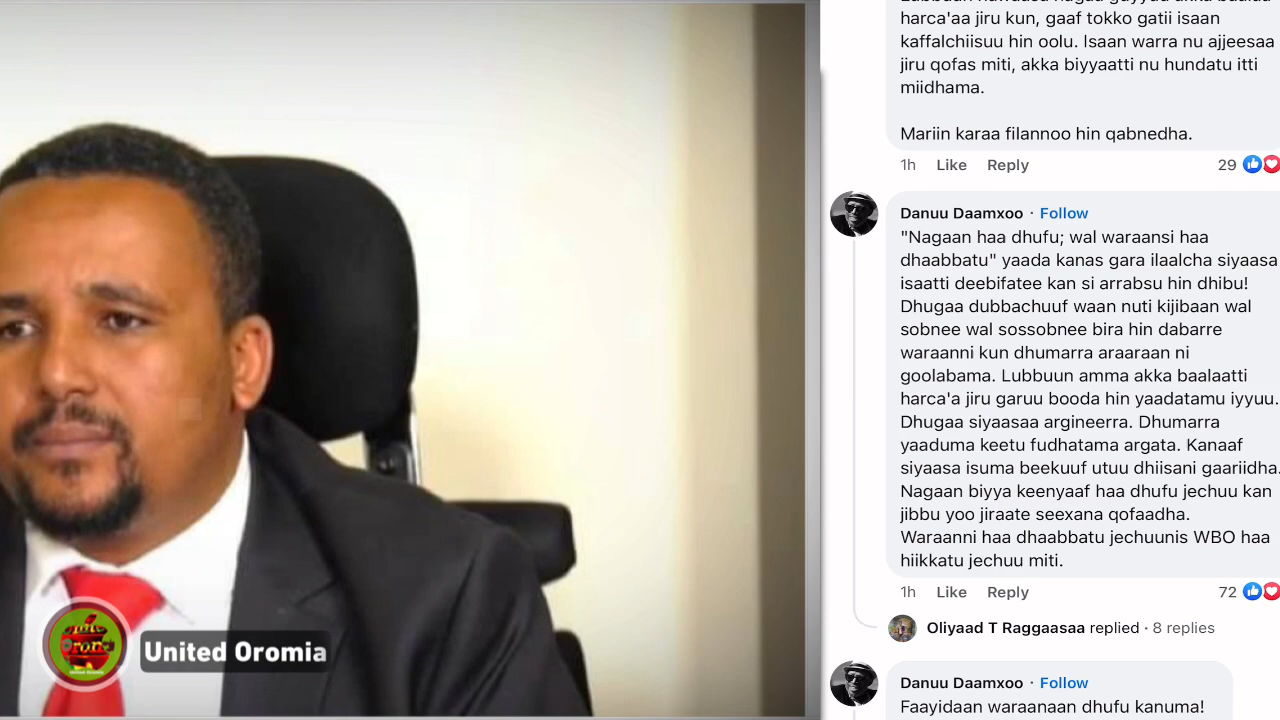 harca'aa jiru kun, gaaf tokko gatii isaan
kaffalchiisuu hin oolu. Isaan warra nu ajjeesaa
jiru qofas miti, akka biyyaatti nu hundatu itti
miidhama.
Mariin karaa filannoo hin qabnedha.
1h Like Reply 29
Danuu Daamxoo · Follow
"Nagaan haa dhufu; wal waraansi haa
dhaabbatu" yaada kanas gara ilaalcha siyaasa
isaatti deebifatee kan si arrabsu hin dhibu!
Dhugaa dubbachuuf waan nuti kijibaan wal
sobnee wal sossobnee bira hin dabarre
waraanni kun dhumarra araaraan ni
goolabama. Lubbuun amma akka baalaatti
harca'a jiru garuu booda hin yaadatamu iyyuu.
Dhugaa siyaasaa argineerra. Dhumarra
yaaduma keetu fudhatama argata. Kanaaf
siyaasa isuma beekuuf utuu dhiisani gaariidha.
Nagaan biyya keenyaaf haa dhufu jechuu kan
jibbu yoo jiraate seexana qofaadha.
Waraanni haa dhaabbatu jechuunis WBO haa
hiikkatu jechuu miti.
1h Like Reply 72
Oliyaad T Raggaasaa replied · 8 replies
Danuu Daamxoo · Follow
Faayidaan waraanaan dhufu kanuma!
United Oromia